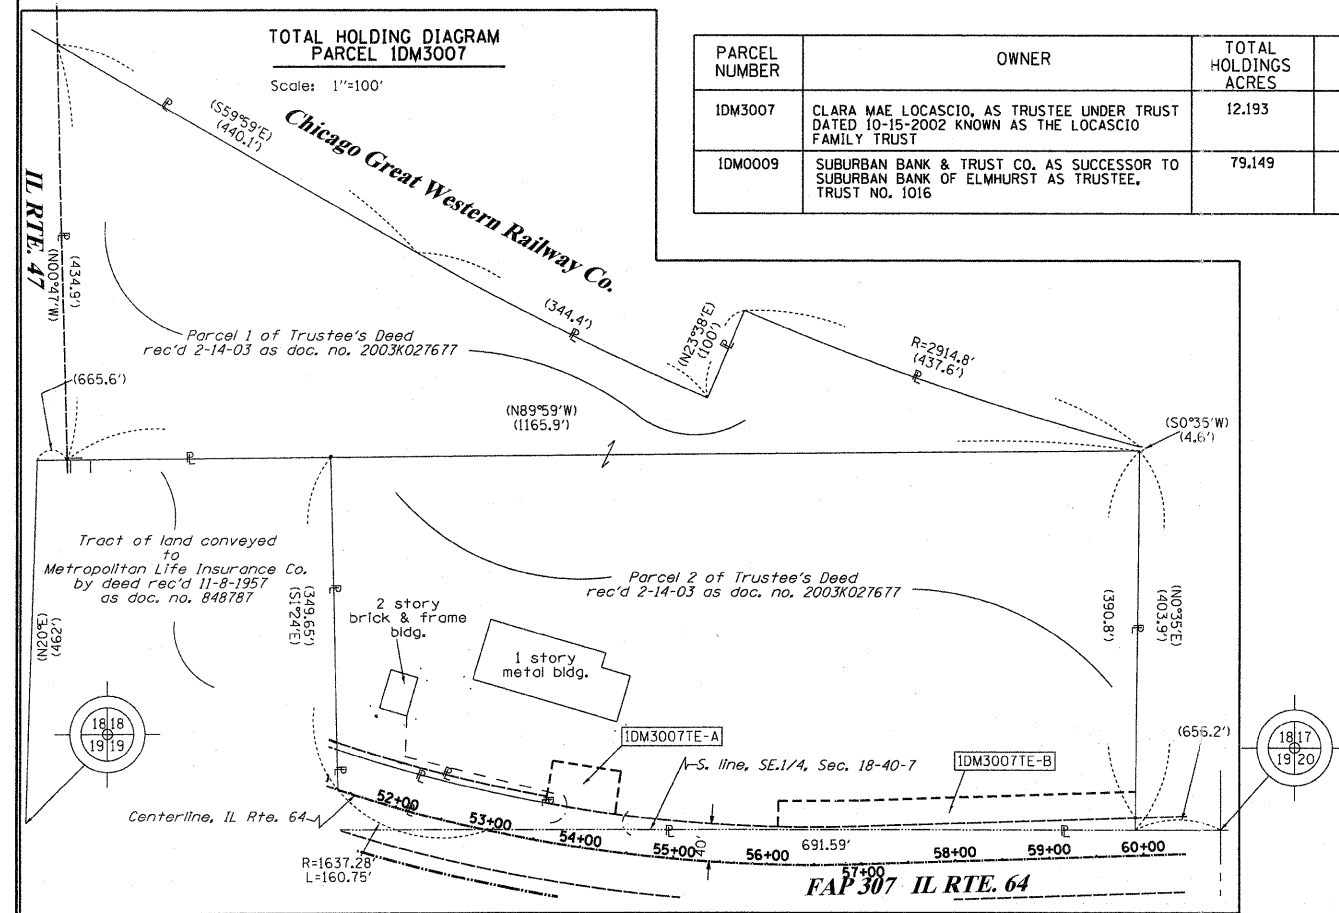 TOTAL HOLDING DIAGRAM
PARCEL 1DM3007
Scale: 1"=100'
PARCEL
NUMBER
OWNER
TOTAL
HOLDINGS
ACRES
1DM3007
CLARA MAE LOCASCIO, AS TRUSTEE UNDER TRUST
DATED 10-15-2002 KNOWN AS THE LOCASCIO
FAMILY TRUST
12.193
1DM0009
SUBURBAN BANK & TRUST CO. AS SUCCESSOR TO
SUBURBAN BANK OF ELMHURST AS TRUSTEE,
TRUST NO. 1016
79.149
(S59°59'E)
(440.1')
Chicago Great Western Railway Co.
IL RTE. 47
(N00°47'W)
(434.9')
(344.4')
(N23°38'E)
(100')
R=2914.8'
(437.6')
Parcel 1 of Trustee's Deed
rec'd 2-14-03 as doc. no. 2003K027677
(665.6')
(N89°59'W)
(1165.9')
(S0°35'W)
(4.6')
Tract of land conveyed
to
Metropolitan Life Insurance Co.
by deed rec'd 11-8-1957
as doc. no. 848787
(N20°E)
(462')
(349.65')
(S1°24'E)
2 story
brick & frame
bldg.
1 story
metal bldg.
Parcel 2 of Trustee's Deed
rec'd 2-14-03 as doc. no. 2003K027677
(390.8')
(N0°35'E)
(403.9')
18 18
19 19
1DM3007TE-A
S. line, SE.1/4, Sec. 18-40-7
1DM3007TE-B
(656.2')
18 17
19 20
Centerline, IL Rte. 64
52+00
53+00
54+00
55+00
40'
56+00
691.59'
57+00
58+00
59+00
60+00
R=1637.28'
L=160.75'
FAP 307 IL RTE. 64